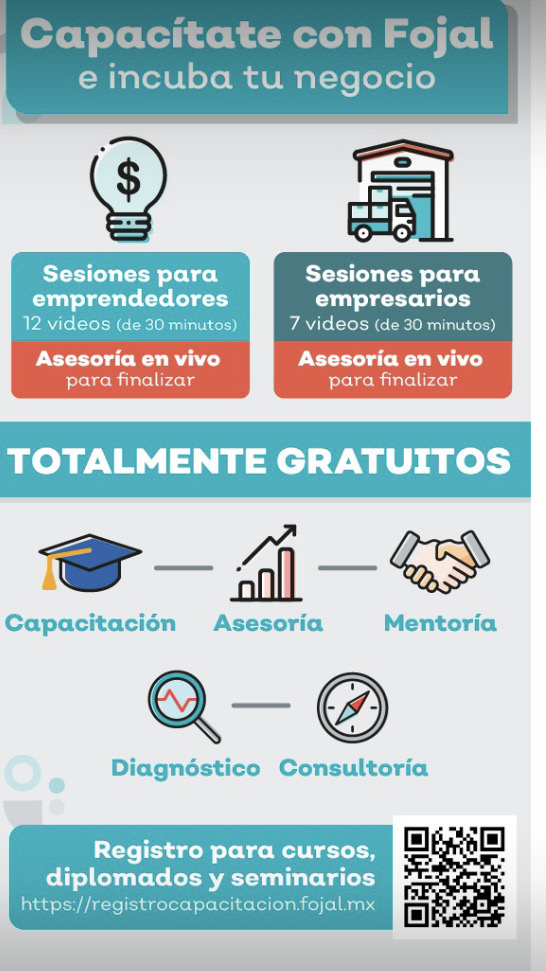 Capacítate con Fojal
e incuba tu negocio
$
Sesiones para
emprendedores
12 videos (de 30 minutos)
Asesoría en vivo
para finalizar
Sesiones para
empresarios
7 videos (de 30 minutos)
Asesoría en vivo
para finalizar
TOTALMENTE GRATUITOS
Capacitación
Asesoría
Mentoría
Diagnóstico
Consultoría
Registro para cursos,
diplomados y seminarios
https://registrocapacitacion.fojal.mx